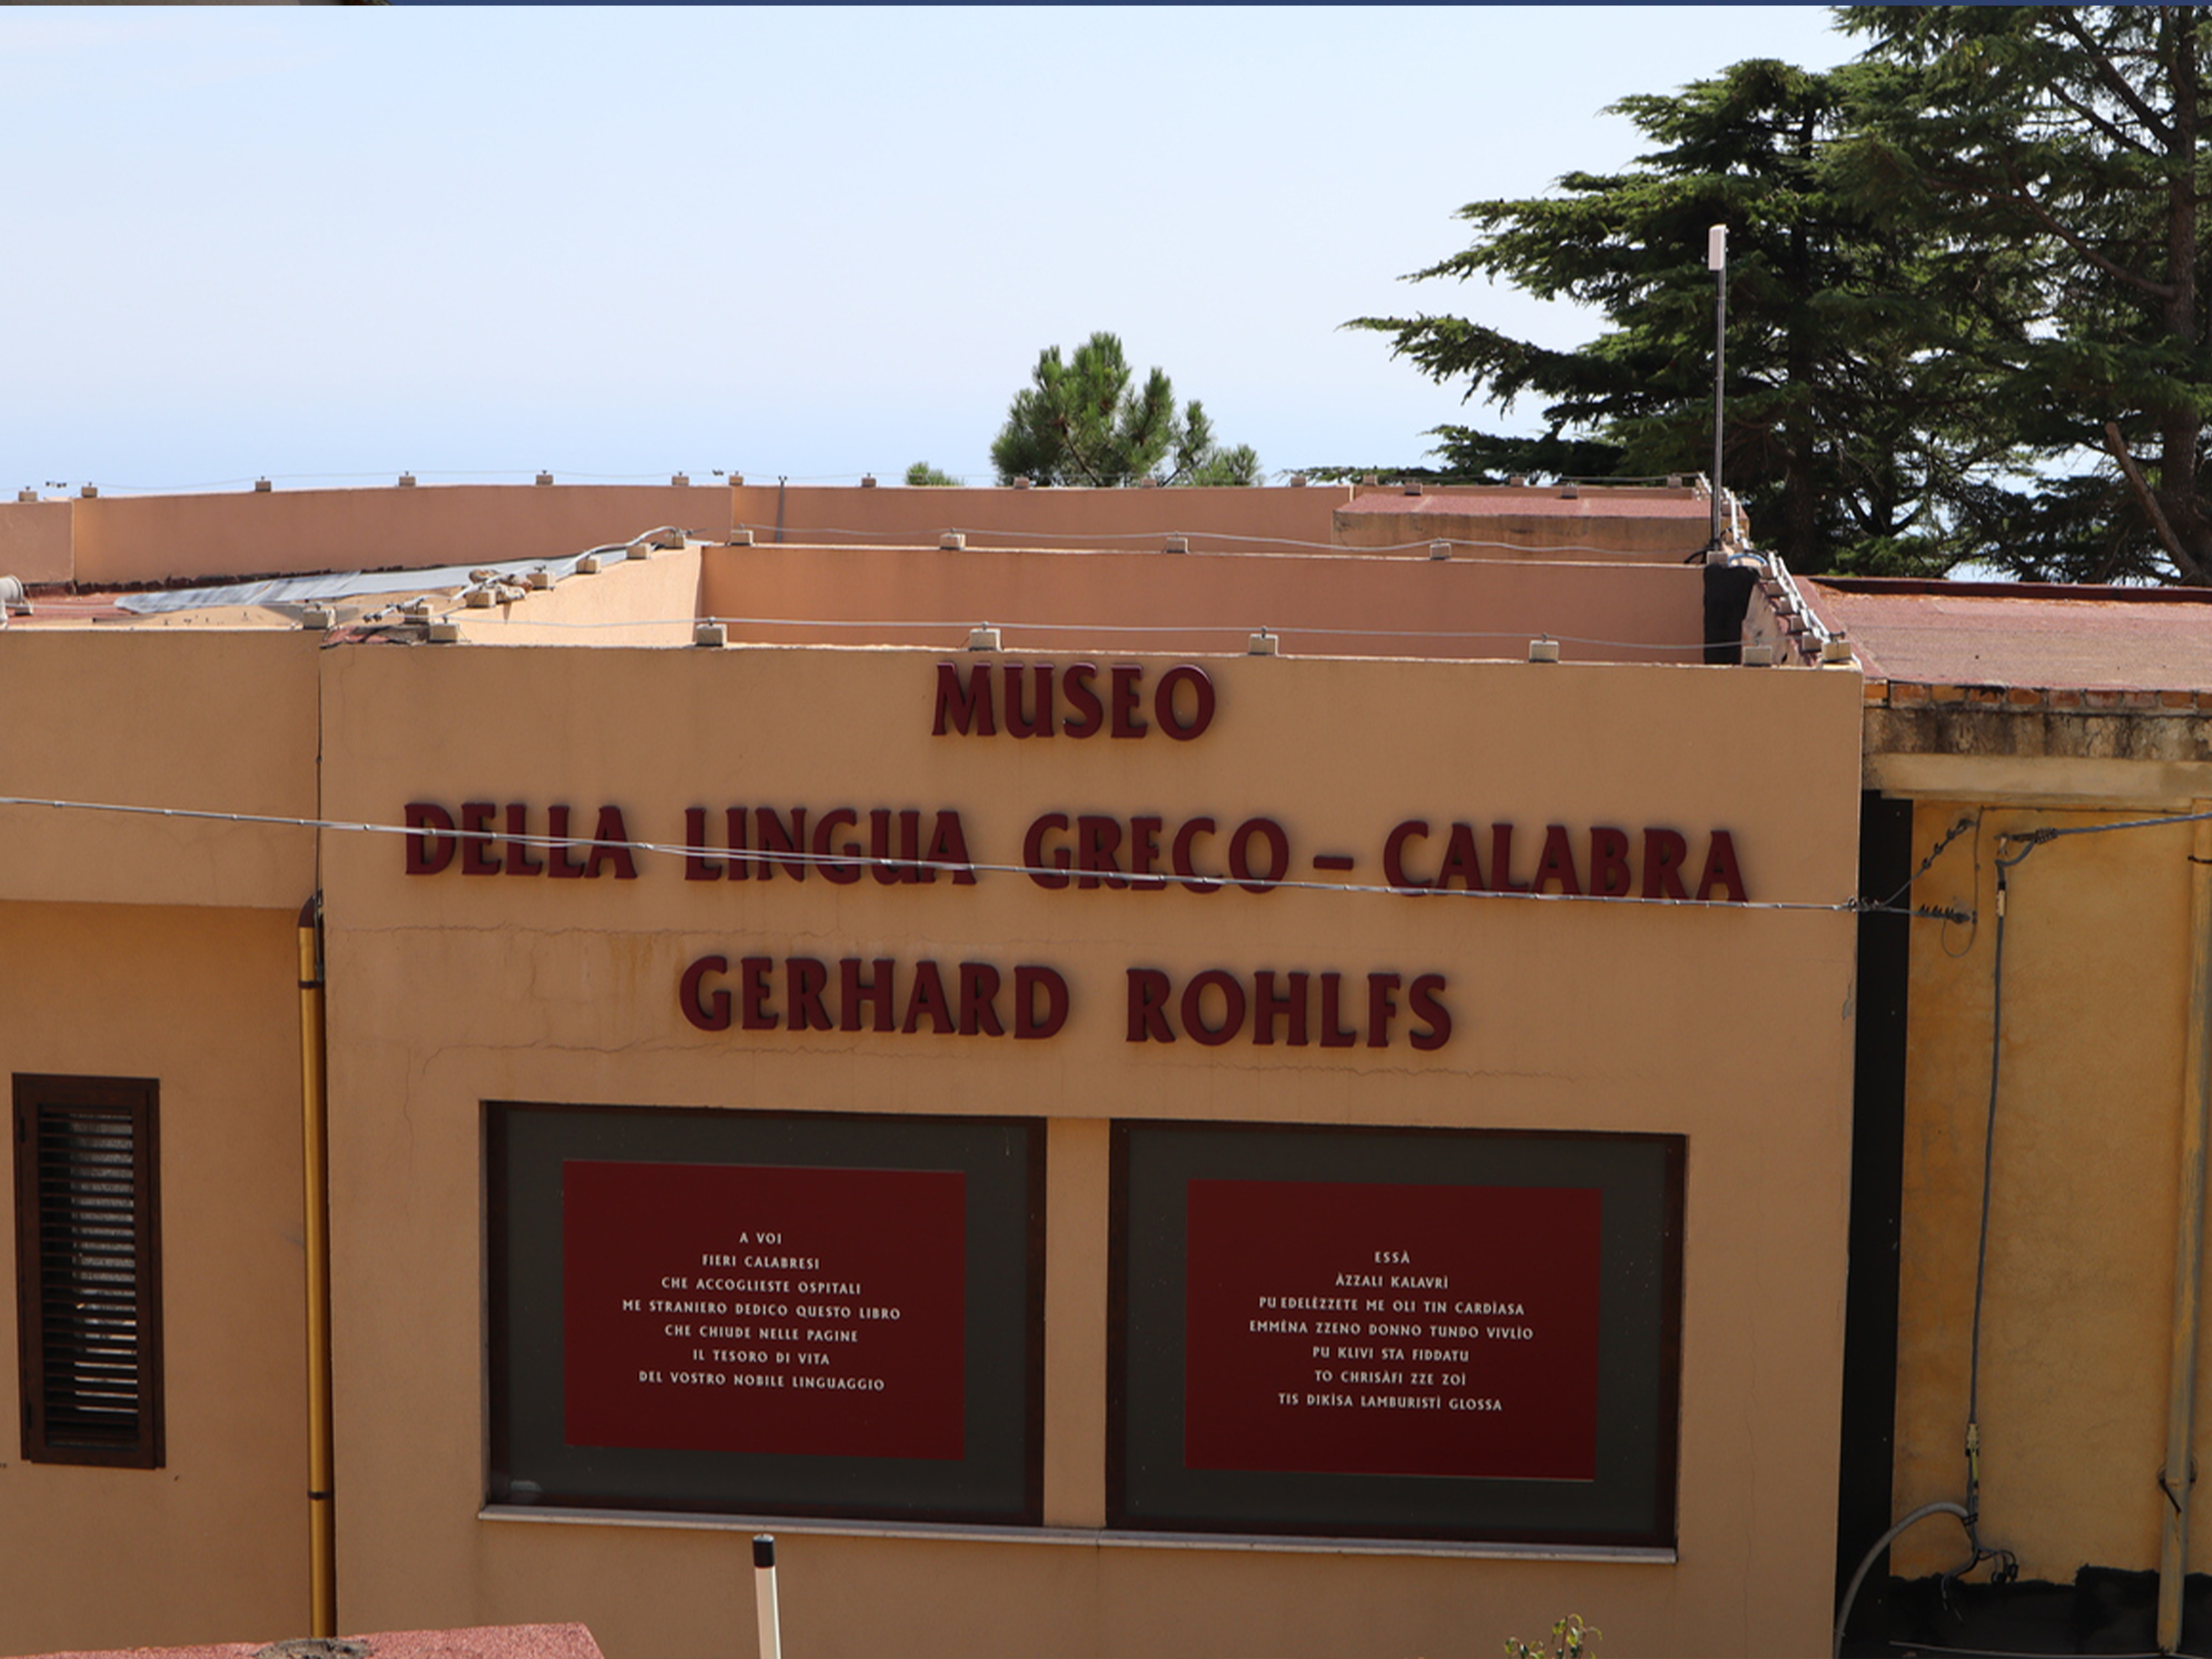 MUSEO
DELLA LINGUA GRECO – CALABRA
GERHARD ROHLFS
A VOI
FIERI CALABRESI
CHE ACCOGLIESTE OSPITALI
ME STRANIERO DEDICO QUESTO LIBRO
CHE CHIUDE NELLE PAGINE
IL TESORO DI VITA
DEL VOSTRO NOBILE LINGUAGGIO
ESSÀ
ÀZZALI KALAVRÌ
PU EDELÈZZETE ME OLI TIN CARDÌASA
EMMÈNA ZZENO DONNO TUNDO VIVLÌO
PU KLIVI STA FIDDATU
TO CHRISÀFI ZZE ZOÌ
TIS DIKÌSA LAMBURISTÌ GLOSSA